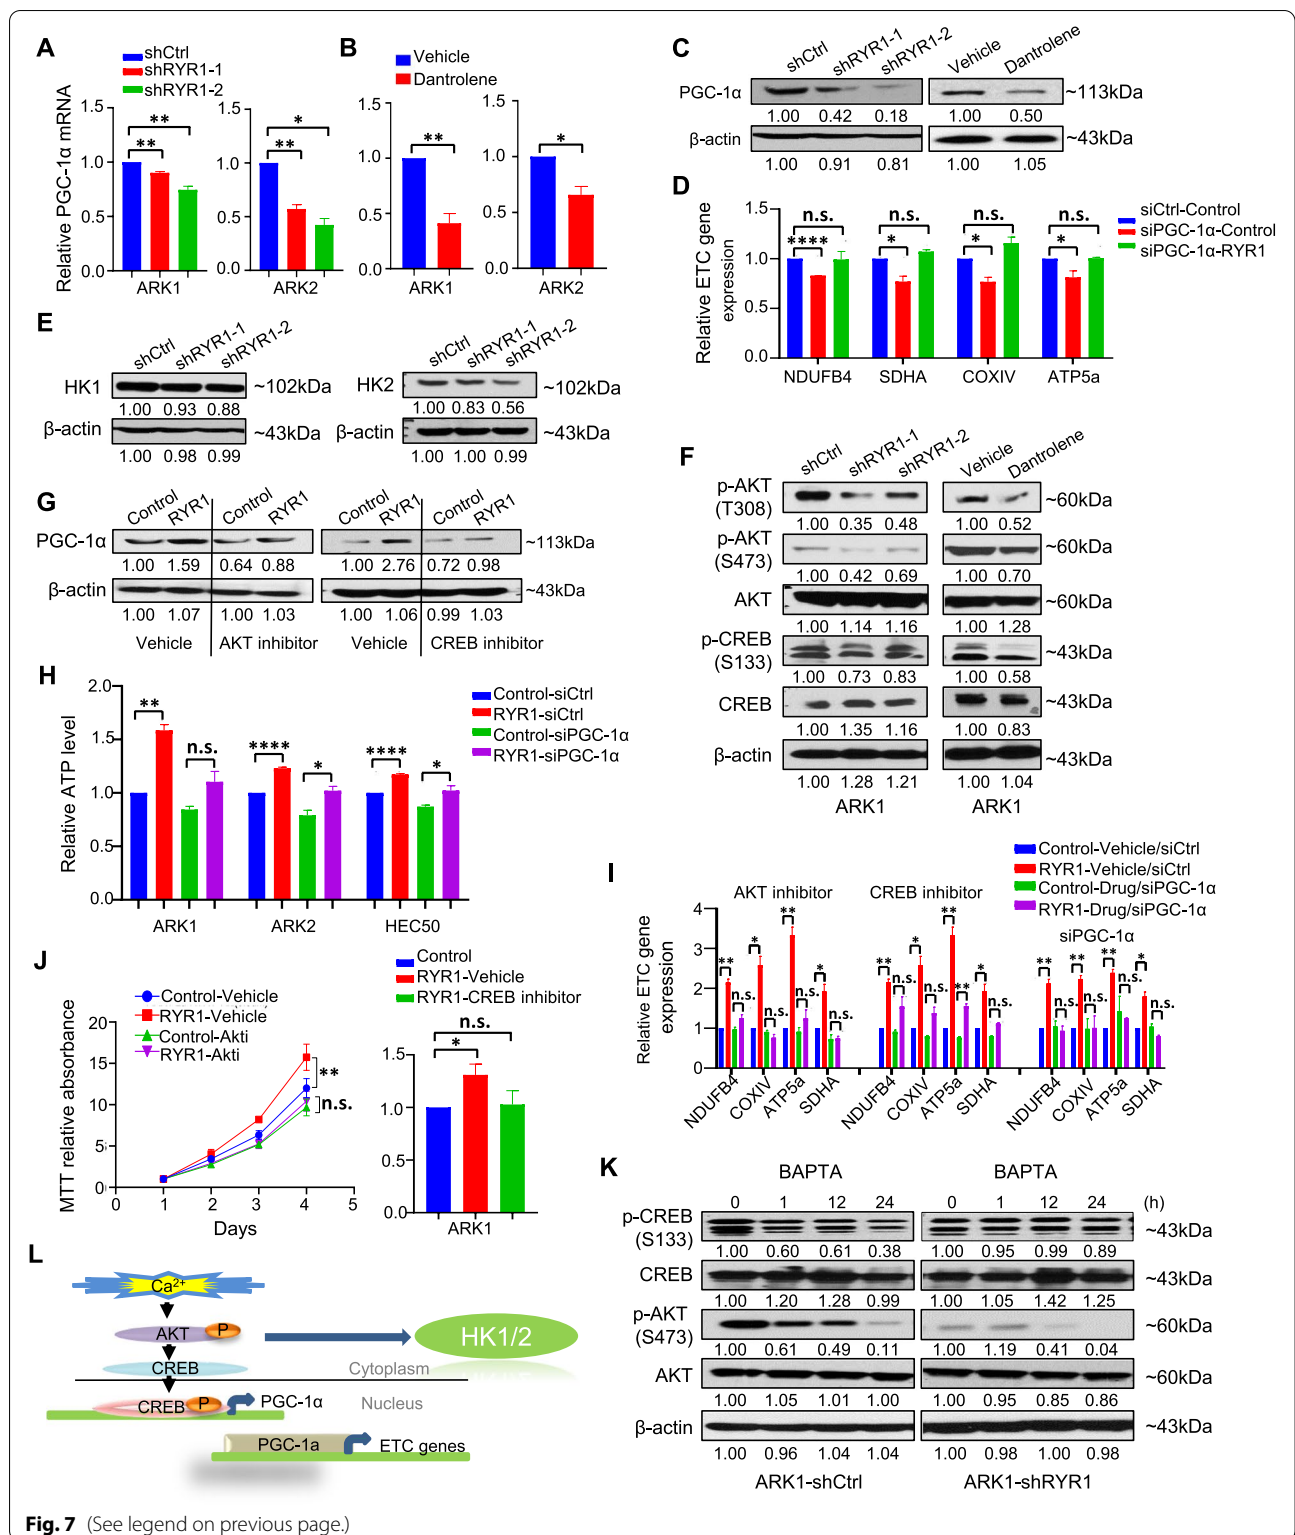 A
shCtrl
shRYR1-1
shRYR1-2
Relative PGC-1α mRNA
1.5
1.0
0.5
0.0
** **
ARK1
1.5
1.0
0.5
0.0
* **
ARK2
B
Vehicle
Dantrolene
1.5
1.0
0.5
0.0
**
ARK1
1.5
1.0
0.5
0.0
*
ARK2
C
shCtrl shRYR1-1 shRYR1-2 Vehicle Dantrolene
PGC-1α ~113kDa
1.00 0.42 0.18 1.00 0.50
β-actin ~43kDa
1.00 0.91 0.81 1.00 1.05
D
siCtrl-Control
siPGC-1α-Control
siPGC-1α-RYR1
Relative ETC gene
expression
1.5
1.0
0.5
0.0
n.s. n.s. n.s. n.s.
**** * * *
NDUFB4 SDHA COXIV ATP5a
E
shCtrl shRYR1-1 shRYR1-2
HK1 ~102kDa
1.00 0.93 0.88
β-actin ~43kDa
1.00 0.98 0.99
shCtrl shRYR1-1 shRYR1-2
HK2 ~102kDa
1.00 0.83 0.56
β-actin ~43kDa
1.00 1.00 0.99
F
shCtrl shRYR1-1 shRYR1-2 Vehicle Dantrolene
p-AKT
(T308) ~60kDa
1.00 0.35 0.48 1.00 0.52
p-AKT
(S473) ~60kDa
1.00 0.42 0.69 1.00 0.70
AKT ~60kDa
1.00 1.14 1.16 1.00 1.28
p-CREB
(S133) ~43kDa
1.00 0.73 0.83 1.00 0.58
CREB ~43kDa
1.00 1.35 1.16 1.00 0.83
β-actin ~43kDa
1.00 1.28 1.21 1.00 1.04
ARK1 ARK1
G
Control RYR1 Control RYR1 Control RYR1 Control RYR1
PGC-1α ~113kDa
1.00 1.59 0.64 0.88 1.00 2.76 0.72 0.98
β-actin ~43kDa
1.00 1.07 1.00 1.03 1.00 1.06 0.99 1.03
Vehicle AKT inhibitor Vehicle CREB inhibitor
H
Control-siCtrl
RYR1-siCtrl
Control-siPGC-1α
RYR1-siPGC-1α
Relative ATP level
2.0
1.5
1.0
0.5
0.0
** n.s. **** * **** *
ARK1 ARK2 HEC50
I
Control-Vehicle/siCtrl
RYR1-Vehicle/siCtrl
Control-Drug/siPGC-1α
RYR1-Drug/siPGC-1α
AKT inhibitor CREB inhibitor siPGC-1α
Relative ETC gene
expression
4
3
2
1
0
** * ** * ** * ** * ** ** ** *
n.s. n.s. n.s. n.s. n.s. n.s. ** n.s. n.s. n.s. n.s. n.s.
NDUFB4 COXIV ATP5a SDHA NDUFB4 COXIV ATP5a SDHA NDUFB4 COXIV ATP5a SDHA
J
Control-Vehicle
RYR1-Vehicle
Control-Akti
RYR1-Akti
MTT relative absorbance
20
15
10
5
0
**
n.s.
0 1 2 3 4 5
Days
Control
RYR1-Vehicle
RYR1-CREB inhibitor
1.5
1.0
0.5
0.0
n.s.
*
ARK1
K
BAPTA BAPTA
0 1 12 24 0 1 12 24 (h)
p-CREB
(S133) ~43kDa
1.00 0.60 0.61 0.38 1.00 0.95 0.99 0.89
CREB ~43kDa
1.00 1.20 1.28 0.99 1.00 1.05 1.42 1.25
p-AKT
(S473) ~60kDa
1.00 0.61 0.49 0.11 1.00 1.19 0.41 0.04
AKT ~60kDa
1.00 1.05 1.01 1.00 1.00 0.95 0.85 0.86
β-actin ~43kDa
1.00 0.96 1.04 1.04 1.00 0.98 1.00 0.98
ARK1-shCtrl ARK1-shRYR1
L
Ca2+
AKT P
HK1/2
CREB
Cytoplasm
CREB P PGC-1α Nucleus
PGC-1a ETC genes
Fig. 7 (See legend on previous page.)